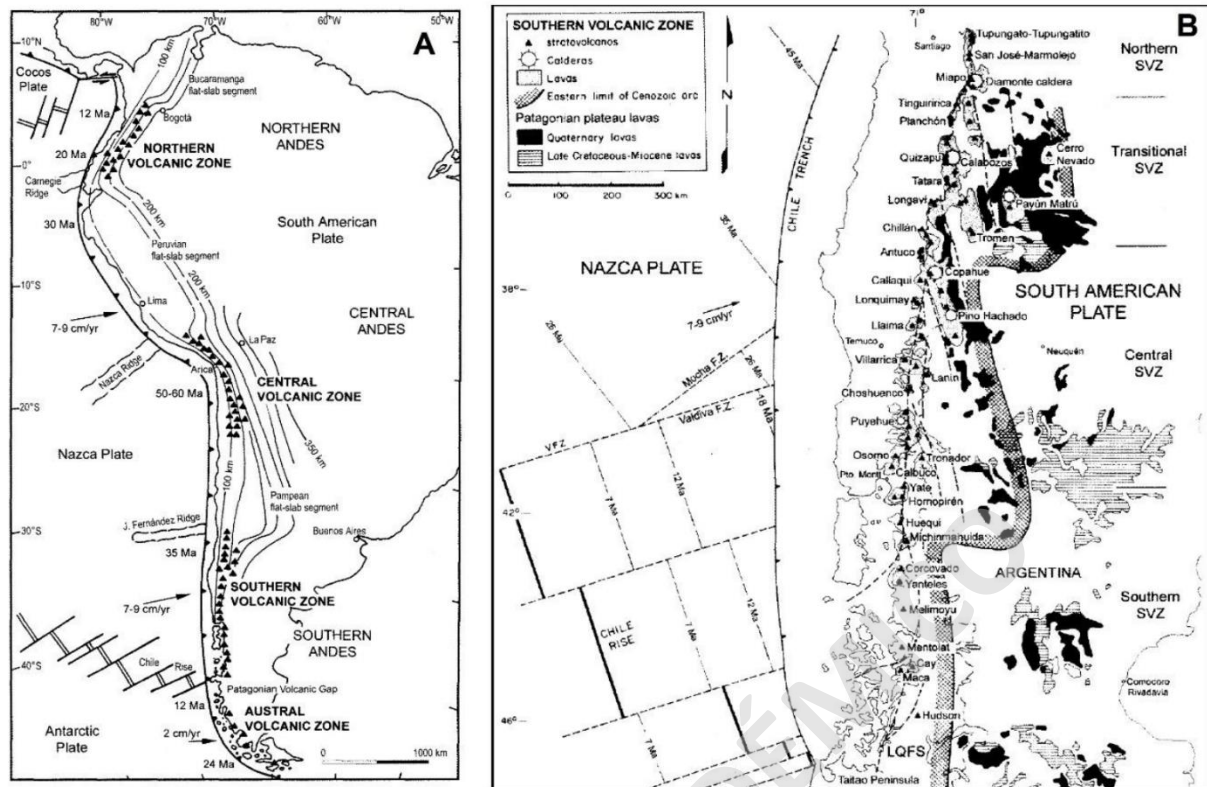 80°W
70°W
60°W
A
10°N
0°
10°S
20°S
30°S
40°S
Cocos
Plate
100 km
Bucaramanga
flat-slab segment
12 Ma
Bogotà
NORTHERN
ANDES
20 Ma
NORTHERN
VOLCANIC ZONE
Carnegie
Ridge
30 Ma
200 km
South American
Plate
Peruvian
flat-slab segment
200 km
Lima
100 km
CENTRAL
ANDES
7-9 cm/yr
La Paz
Nazca Ridge
Arica
50-60 Ma
CENTRAL
VOLCANIC ZONE
Nazca Plate
350 km
100 km
Pampean
flat-slab segment
J. Fernández Ridge
Buenos Aires
35 Ma
SOUTHERN
VOLCANIC ZONE
7-9 cm/yr
SOUTHERN
ANDES
Chile
Rise
Patagonian Volcanic Gap
12 Ma
AUSTRAL
VOLCANIC ZONE
Antarctic
Plate
2 cm/yr
24 Ma
0
1000 km
B
71°
SOUTHERN VOLCANIC ZONE
stratovolcanos
Calderas
Lavas
Eastern limit of Cenozoic arc
Patagonian plateau lavas
Quaternary lavas
Late Cretaceous-Miocene lavas
0 100 200 300 km
N
45 Ma
CHILE TRENCH
35 Ma
NAZCA PLATE
38°
7-9 cm/yr
25 Ma
Mocha F.Z.
26 Ma
Valdiva F.Z.
18 Ma
V.F.Z.
7 Ma
12 Ma
42°
CHILE
RISE
7 Ma
12 Ma
46°
7 Ma
Santiago
Tupungato-Tupungatito
San José-Marmolejo
Northern
SVZ
Miapo
Diamonte caldera
Tinguiririca
Planchón
Transitional
SVZ
Quizapu
Calabozos
Cerro
Nevado
Tatara
Longaví
Payún Matrú
Chillán
Tromen
Antuco
Copahue
Callaqui
SOUTH AMERICAN
PLATE
Lonquimay
Pino Hachado
Llaima
Temuco
Neuquén
Central
SVZ
Villarrica
Lanin
Choshuenco
Puyehue
Osorno
Tronador
Pto. Montt
Calbuco
Yate
Hornopirén
Huequi
Michinmahuida
Corcovado
Yanteles
ARGENTINA
Southern
SVZ
Melimoyu
Mentolat
Cay
Maca
Comocoro
Rivadavia
Hudson
LQFS
Taitao Peninsula